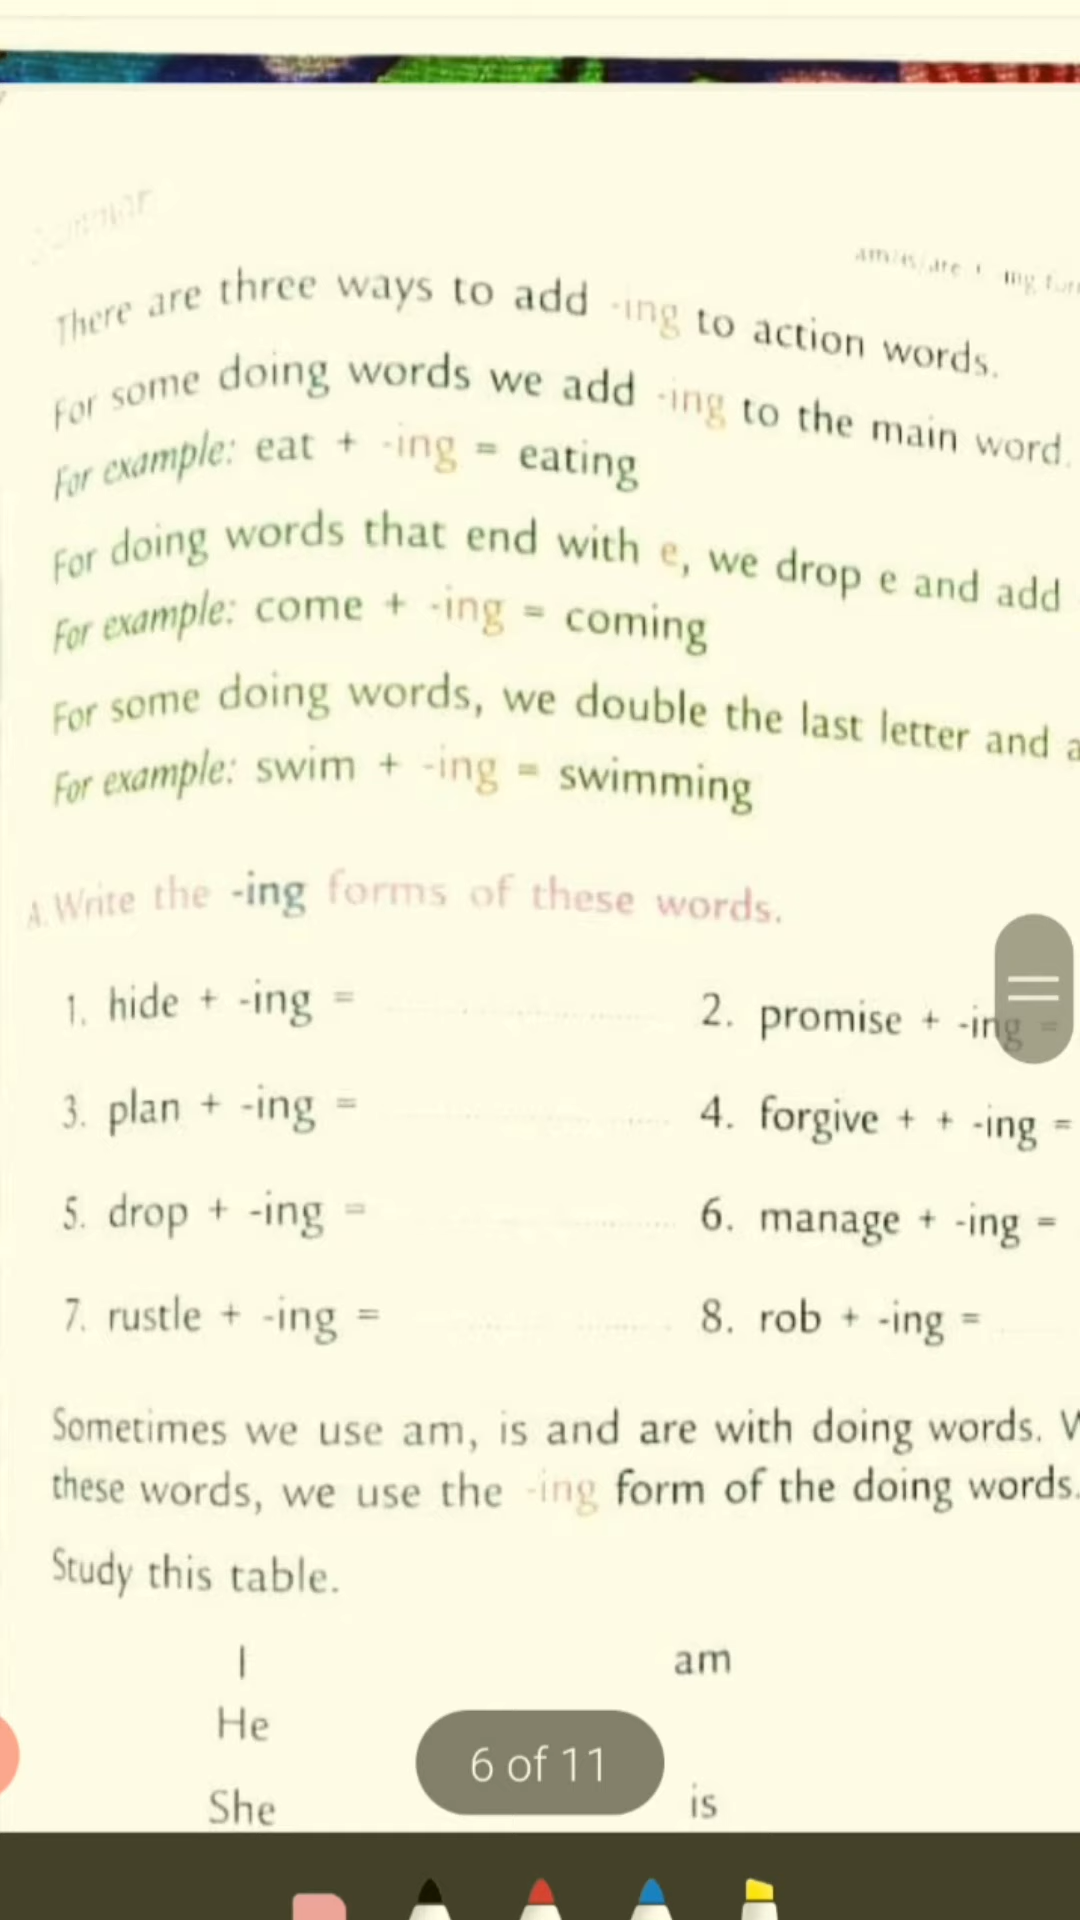 am/is/are + -ing
There are three ways to add -ing to action words.
For some doing words we add -ing to the main word.
For example: eat + -ing = eating
For doing words that end with e, we drop e and add
For example: come + -ing = coming
For some doing words, we double the last letter and
For example: swim + -ing = swimming
A. Write the -ing forms of these words.
1. hide + -ing =
2. promise + -ing =
3. plan + -ing =
4. forgive + + -ing =
5. drop + -ing =
6. manage + -ing =
7. rustle + -ing =
8. rob + -ing =
Sometimes we use am, is and are with doing words.
these words, we use the -ing form of the doing words.
Study this table.
I am
He
6 of 11
She is